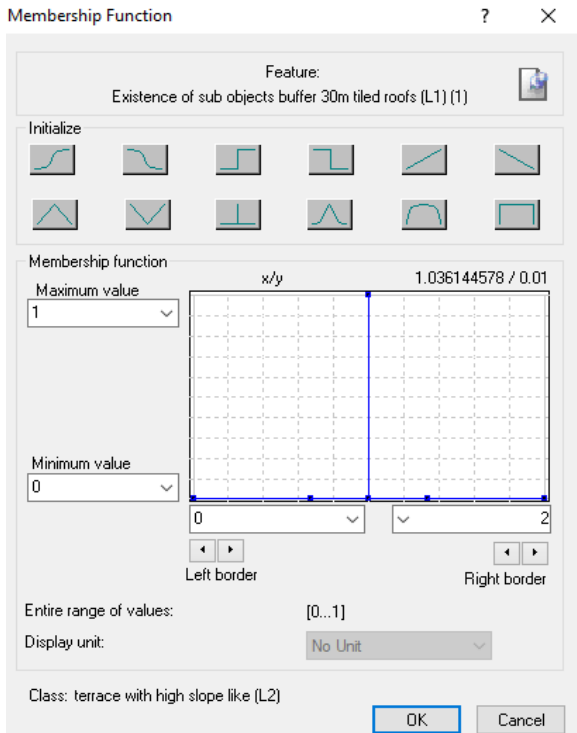 Membership Function ? ×
Feature:
Existence of sub objects buffer 30m tiled roofs (L1) (1)
Initialize
Membership function
x/y 1.036144578 / 0.01
Maximum value
1
Minimum value
0
0 2
Left border Right border
Entire range of values: [0...1]
Display unit: No Unit
Class: terrace with high slope like (L2)
OK Cancel